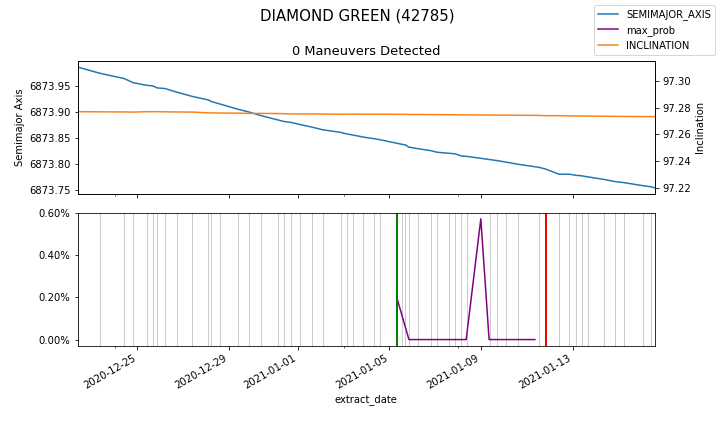 DIAMOND GREEN (42785)
SEMIMAJOR_AXIS
max_prob
INCLINATION
0 Maneuvers Detected
Semimajor Axis
6873.95
6873.90
6873.85
6873.80
6873.75
97.30
97.28
97.26
97.24
97.22
Inclination
0.60%
0.40%
0.20%
0.00%
2020-12-25
2020-12-29
2021-01-01
2021-01-05
2021-01-09
2021-01-13
extract_date